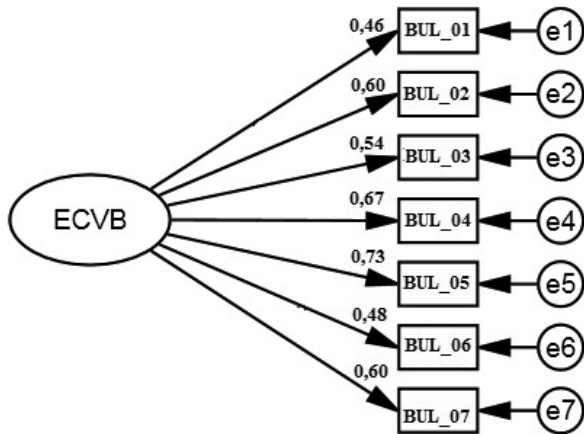 0,46 BUL_01 e1
0,60 BUL_02 e2
0,54 BUL_03 e3
ECVB 0,67 BUL_04 e4
0,73 BUL_05 e5
0,48 BUL_06 e6
0,60 BUL_07 e7